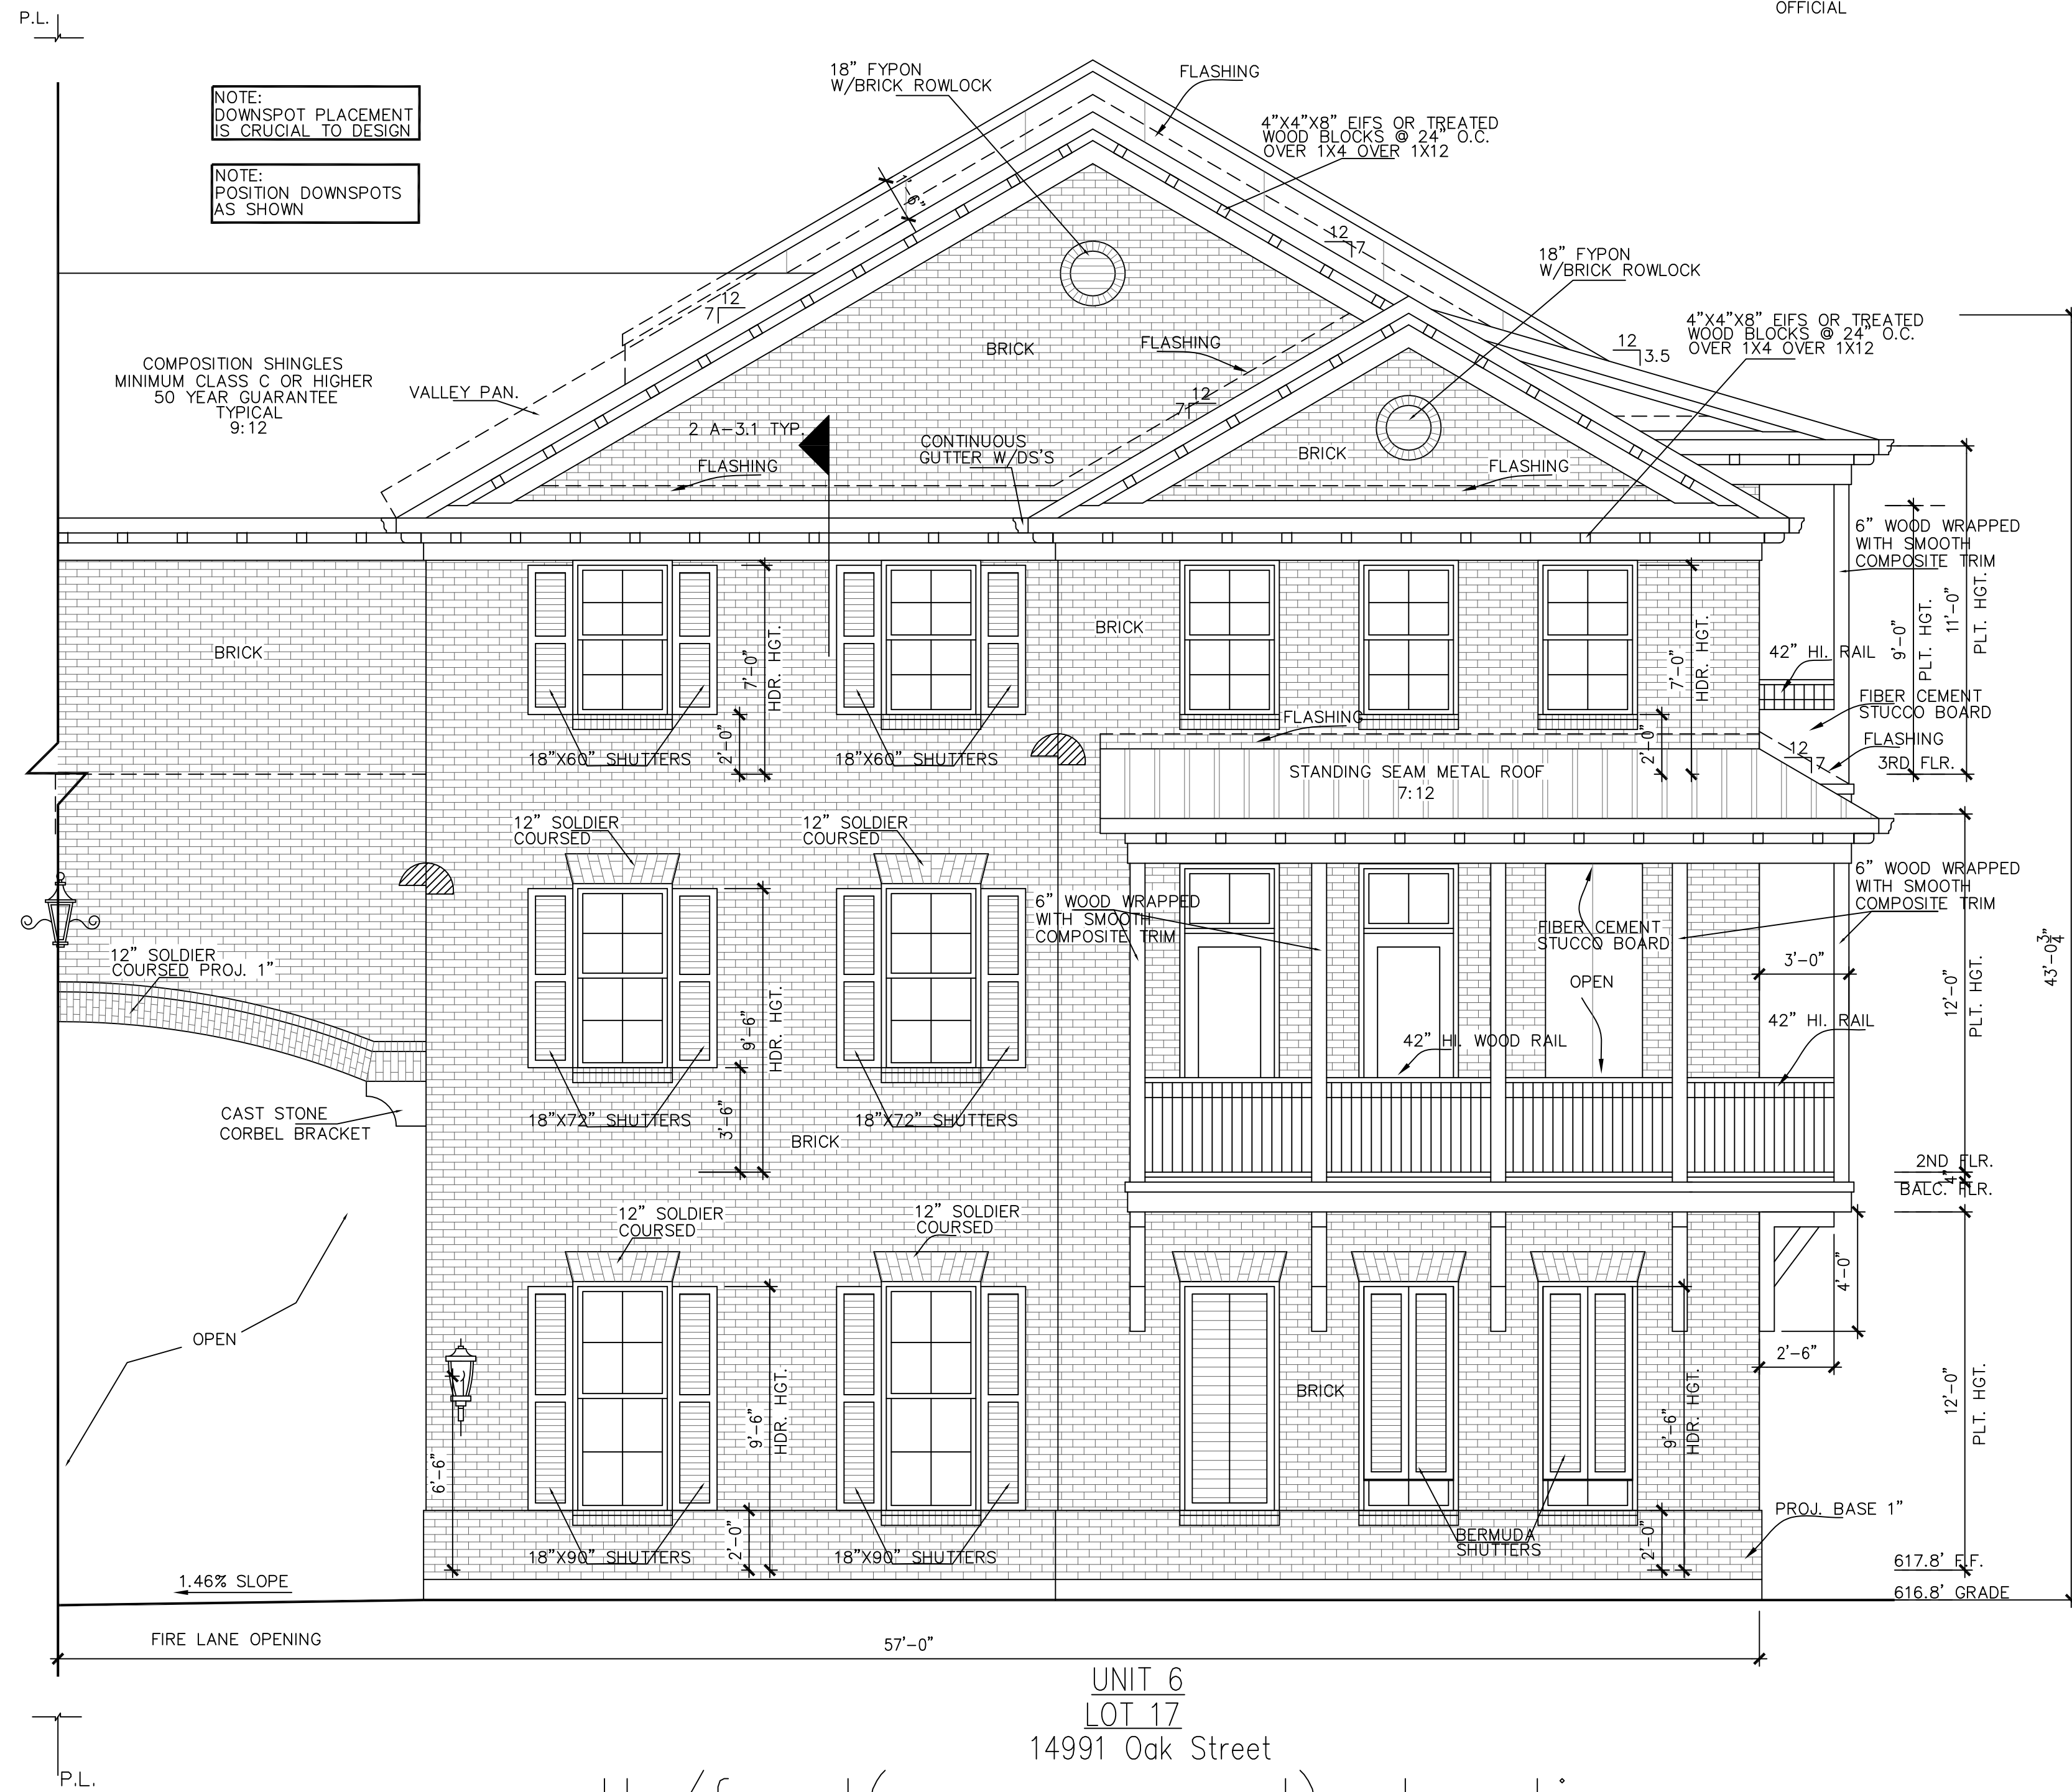 P.L.
OFFICIAL
NOTE:
DOWNSPOT PLACEMENT
IS CRUCIAL TO DESIGN
NOTE:
POSITION DOWNSPOTS
AS SHOWN
18" FYPON
W/BRICK ROWLOCK
FLASHING
4"X4"X8" EIFS OR TREATED
WOOD BLOCKS @ 24" O.C.
OVER 1X4 OVER 1X12
6"
12
7
18" FYPON
W/BRICK ROWLOCK
12
7
4"X4"X8" EIFS OR TREATED
WOOD BLOCKS @ 24" O.C.
OVER 1X4 OVER 1X12
12
3.5
COMPOSITION SHINGLES
MINIMUM CLASS C OR HIGHER
50 YEAR GUARANTEE
TYPICAL
9:12
VALLEY PAN.
BRICK
FLASHING
12
7
2 A-3.1 TYP.
CONTINUOUS
GUTTER W/DS'S
FLASHING
BRICK
FLASHING
6" WOOD WRAPPED
WITH SMOOTH
COMPOSITE TRIM
BRICK
BRICK
7'-0"
HDR. HGT.
2'-0"
7'-0"
HDR. HGT.
2'-0"
9'-0"
PLT. HGT.
11'-0"
PLT. HGT.
42" HI. RAIL
FIBER CEMENT
STUCCO BOARD
FLASHING
12
7
3RD FLR.
FLASHING
18"X60" SHUTTERS
18"X60" SHUTTERS
STANDING SEAM METAL ROOF
7:12
12" SOLDIER
COURSED
12" SOLDIER
COURSED
6" WOOD WRAPPED
WITH SMOOTH
COMPOSITE TRIM
6" WOOD WRAPPED
WITH SMOOTH
COMPOSITE TRIM
FIBER CEMENT
STUCCO BOARD
OPEN
3'-0"
43'-0 3/4"
12'-0"
PLT. HGT.
12" SOLDIER
COURSED PROJ. 1"
9'-6"
HDR. HGT.
3'-6"
42" HI. WOOD RAIL
42" HI. RAIL
CAST STONE
CORBEL BRACKET
18"X72" SHUTTERS
18"X72" SHUTTERS
BRICK
2ND FLR.
4"
BALC. FLR.
12" SOLDIER
COURSED
12" SOLDIER
COURSED
4'-0"
2'-6"
12'-0"
PLT. HGT.
OPEN
BRICK
6'-6"
9'-6"
HDR. HGT.
2'-0"
9'-6"
HDR. HGT.
2'-0"
PROJ. BASE 1"
BERMUDA
SHUTTERS
18"X90" SHUTTERS
18"X90" SHUTTERS
617.8' F.F.
616.8' GRADE
1.46% SLOPE
FIRE LANE OPENING
57'-0"
UNIT 6
LOT 17
14991 Oak Street
P.L.